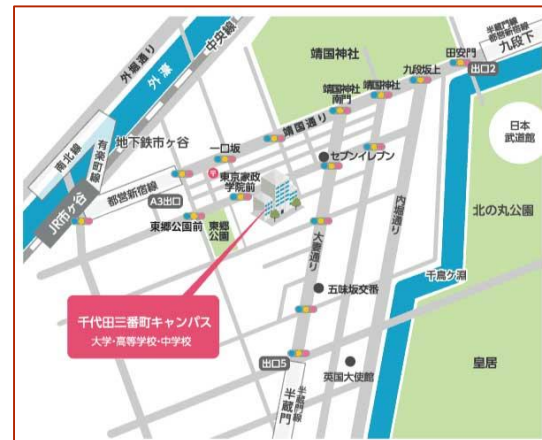 外堀通り
外濠
中央線
靖国神社
半蔵門線
都営新宿線
九段下
田安門
出口2
九段坂上
靖国神社
靖国神社
南門
靖国通り
日本
武道館
南北線
有楽町線
地下鉄市ヶ谷
一口坂
セブンイレブン
JR市ヶ谷
都営新宿線
A3出口
東京家政
学院前
東郷公園前
東郷
公園
北の丸公園
内堀通り
大妻通り
千鳥ヶ淵
五味坂交番
千代田三番町キャンパス
大学・高等学校・中学校
出口5
英国大使館
皇居
半蔵門線
半蔵門